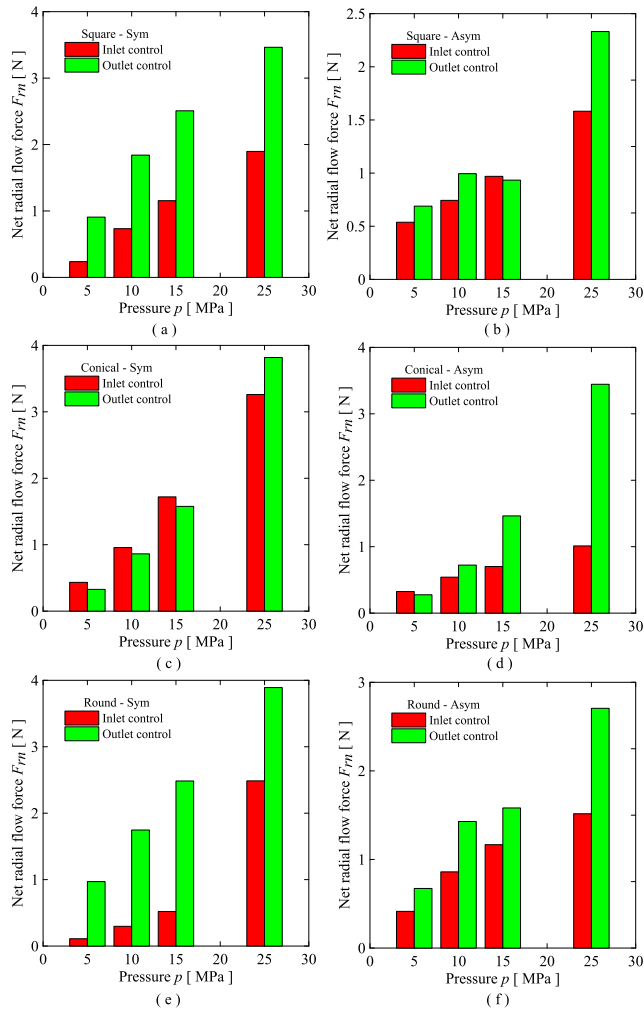 Net radial flow force Frn [ N ]
4
3
2
1
0
Square - Sym
Inlet control
Outlet control
0 5 10 15 20 25 30
Pressure p [ MPa ]
( a )
Net radial flow force Frn [ N ]
2.5
2
1.5
1
0.5
0
Square - Asym
Inlet control
Outlet control
0 5 10 15 20 25 30
Pressure p [ MPa ]
( b )
Net radial flow force Frn [ N ]
4
3
2
1
0
Conical - Sym
Inlet control
Outlet control
0 5 10 15 20 25 30
Pressure p [ MPa ]
( c )
Net radial flow force Frn [ N ]
4
3
2
1
0
Conical - Asym
Inlet control
Outlet control
0 5 10 15 20 25 30
Pressure p [ MPa ]
( d )
Net radial flow force Frn [ N ]
4
3
2
1
0
Round - Sym
Inlet control
Outlet control
0 5 10 15 20 25 30
Pressure p [ MPa ]
( e )
Net radial flow force Frn [ N ]
3
2
1
0
Round - Asym
Inlet control
Outlet control
0 5 10 15 20 25 30
Pressure p [ MPa ]
( f )